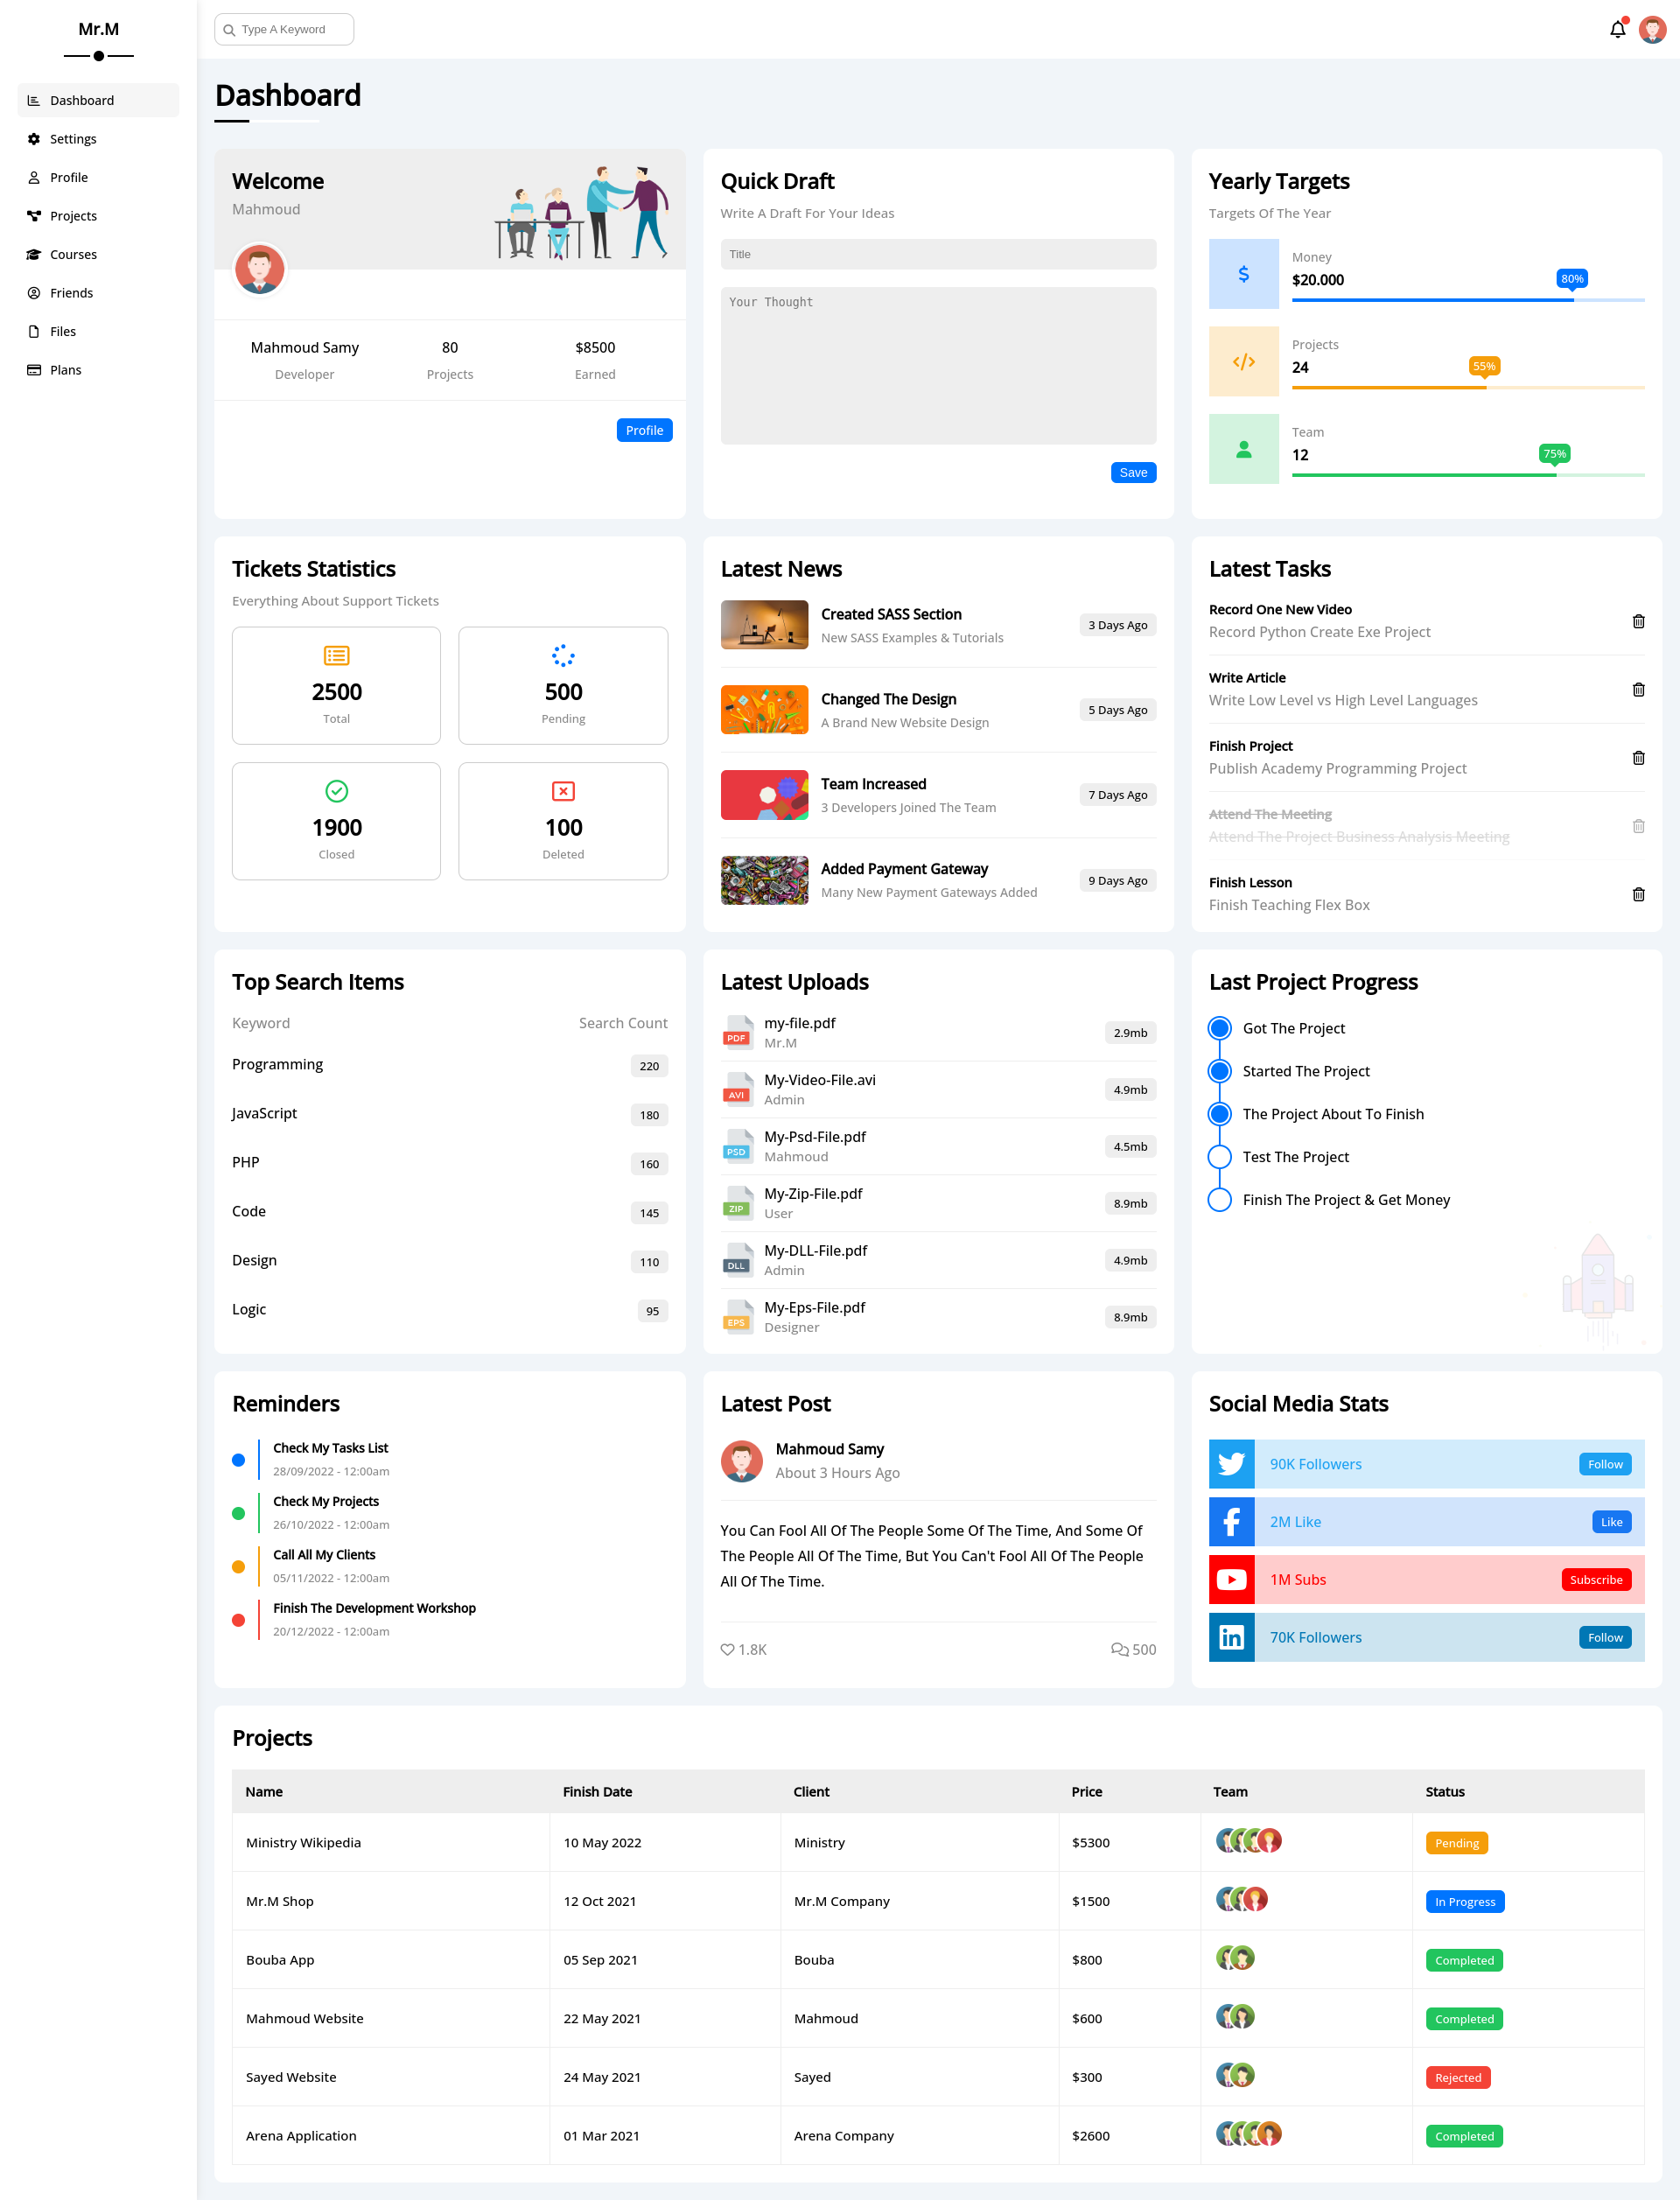 Mr.M
Dashboard
Settings
Profile
Projects
Courses
Friends
Files
Plans
Type A Keyword
Dashboard
Welcome
Mahmoud
Mahmoud Samy
Developer
80
Projects
$8500
Earned
Profile
Quick Draft
Write A Draft For Your Ideas
Title
Your Thought
Save
Yearly Targets
Targets Of The Year
Money
$20.000
80%
Projects
24
55%
Team
12
75%
Tickets Statistics
Everything About Support Tickets
2500
Total
500
Pending
1900
Closed
100
Deleted
Latest News
Created SASS Section
New SASS Examples & Tutorials
3 Days Ago
Changed The Design
A Brand New Website Design
5 Days Ago
Team Increased
3 Developers Joined The Team
7 Days Ago
Added Payment Gateway
Many New Payment Gateways Added
9 Days Ago
Latest Tasks
Record One New Video
Record Python Create Exe Project
Write Article
Write Low Level vs High Level Languages
Finish Project
Publish Academy Programming Project
Attend The Meeting
Attend The Project Business Analysis Meeting
Finish Lesson
Finish Teaching Flex Box
Top Search Items
Keyword Search Count
Programming 220
JavaScript 180
PHP 160
Code 145
Design 110
Logic 95
Latest Uploads
PDF
my-file.pdf
Mr.M
2.9mb
AVI
My-Video-File.avi
Admin
4.9mb
PSD
My-Psd-File.pdf
Mahmoud
4.5mb
ZIP
My-Zip-File.pdf
User
8.9mb
DLL
My-DLL-File.pdf
Admin
4.9mb
EPS
My-Eps-File.pdf
Designer
8.9mb
Last Project Progress
Got The Project
Started The Project
The Project About To Finish
Test The Project
Finish The Project & Get Money
Reminders
Check My Tasks List
28/09/2022 - 12:00am
Check My Projects
26/10/2022 - 12:00am
Call All My Clients
05/11/2022 - 12:00am
Finish The Development Workshop
20/12/2022 - 12:00am
Latest Post
Mahmoud Samy
About 3 Hours Ago
You Can Fool All Of The People Some Of The Time, And Some Of
The People All Of The Time, But You Can't Fool All Of The People
All Of The Time.
1.8K
500
Social Media Stats
90K Followers Follow
2M Like Like
1M Subs Subscribe
70K Followers Follow
Projects
Name Finish Date Client Price Team Status
Ministry Wikipedia 10 May 2022 Ministry $5300 Pending
Mr.M Shop 12 Oct 2021 Mr.M Company $1500 In Progress
Bouba App 05 Sep 2021 Bouba $800 Completed
Mahmoud Website 22 May 2021 Mahmoud $600 Completed
Sayed Website 24 May 2021 Sayed $300 Rejected
Arena Application 01 Mar 2021 Arena Company $2600 Completed